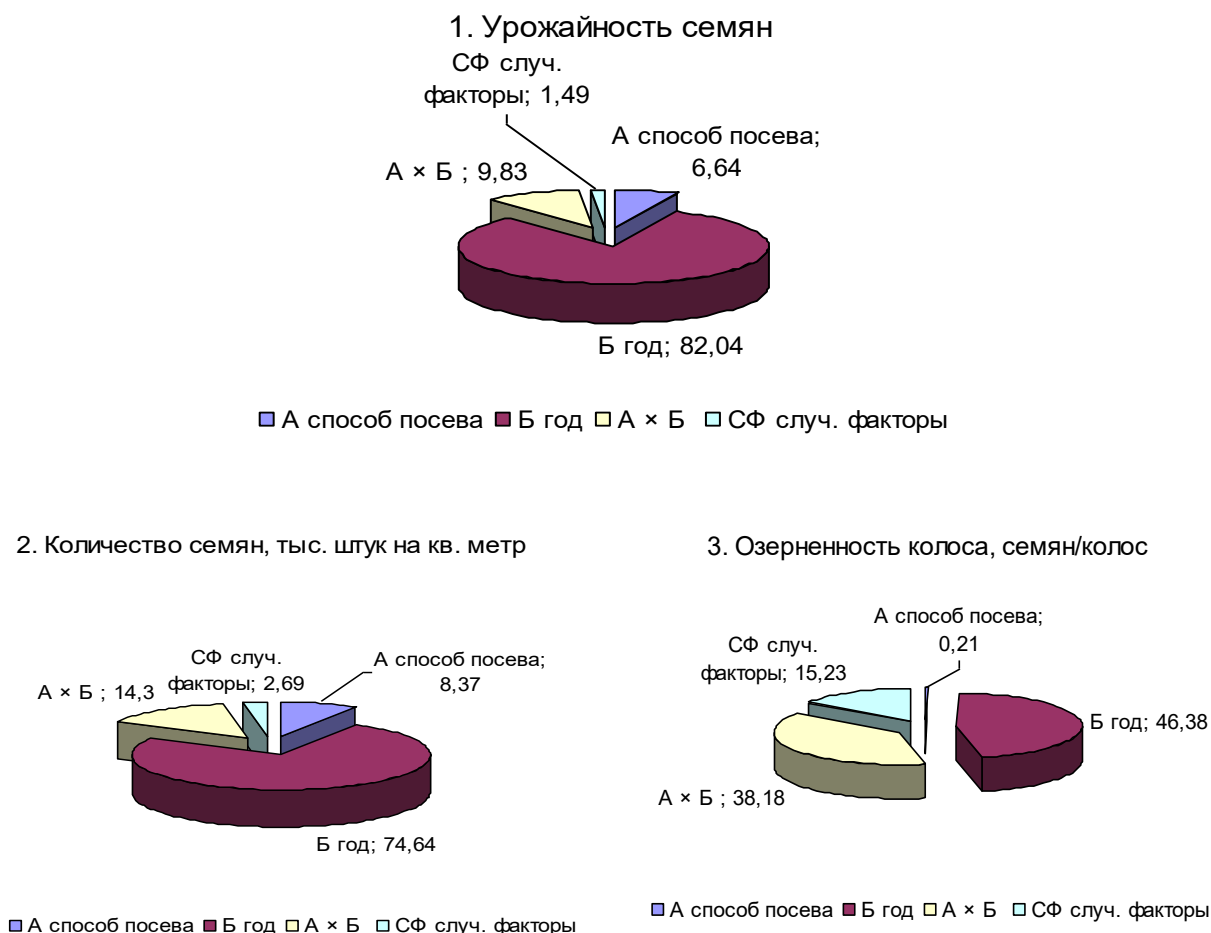 1. Урожайность семян
СФ случ.
факторы; 1,49
А способ посева;
6,64
А × Б ; 9,83
Б год; 82,04
А способ посева Б год А × Б СФ случ. факторы
2. Количество семян, тыс. штук на кв. метр
СФ случ.
факторы; 2,69
А способ посева;
8,37
А × Б ; 14,3
Б год; 74,64
А способ посева Б год А × Б СФ случ. факторы
3. Озерненность колоса, семян/колос
А способ посева;
0,21
СФ случ.
факторы; 15,23
Б год; 46,38
А × Б ; 38,18
А способ посева Б год А × Б СФ случ. факторы